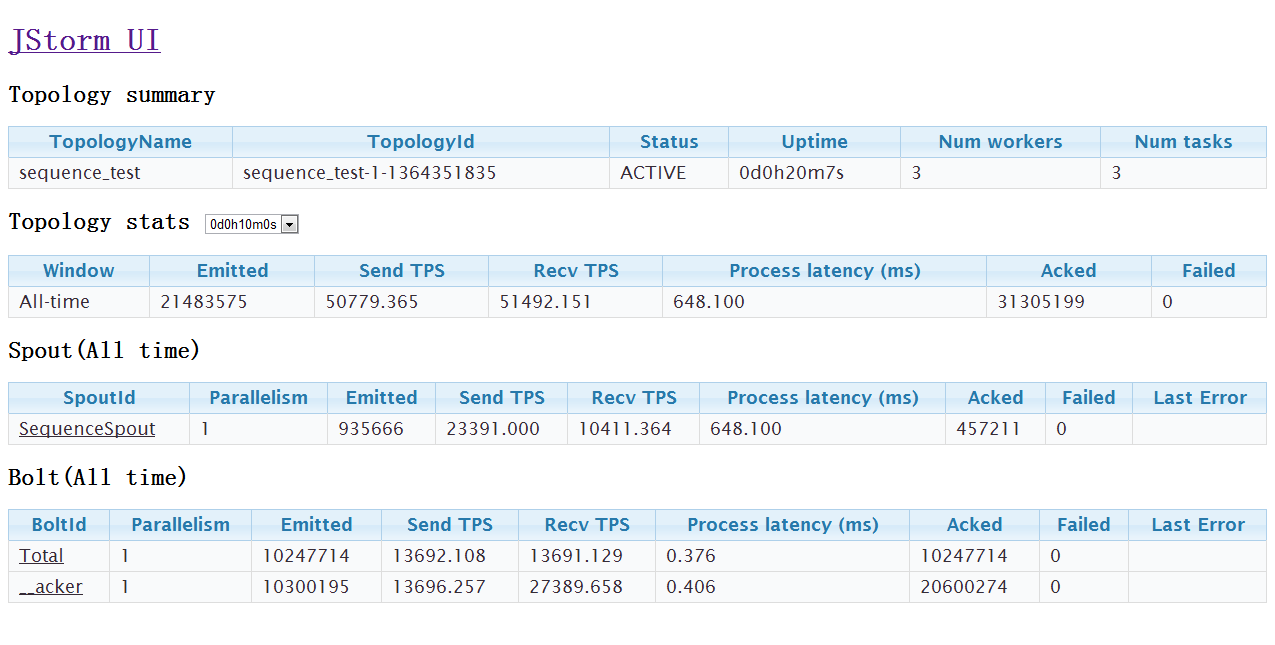 JStorm UI
Topology summary
TopologyName TopologyId Status Uptime Num workers Num tasks
sequence_test sequence_test-1-1364351835 ACTIVE 0d0h20m7s 3 3
Topology stats 0d0h10m0s
Window Emitted Send TPS Recv TPS Process latency (ms) Acked Failed
All-time 21483575 50779.365 51492.151 648.100 31305199 0
Spout(All time)
SpoutId Parallelism Emitted Send TPS Recv TPS Process latency (ms) Acked Failed Last Error
SequenceSpout 1 935666 23391.000 10411.364 648.100 457211 0
Bolt(All time)
BoltId Parallelism Emitted Send TPS Recv TPS Process latency (ms) Acked Failed Last Error
Total 1 10247714 13692.108 13691.129 0.376 10247714 0
__acker 1 10300195 13696.257 27389.658 0.406 20600274 0